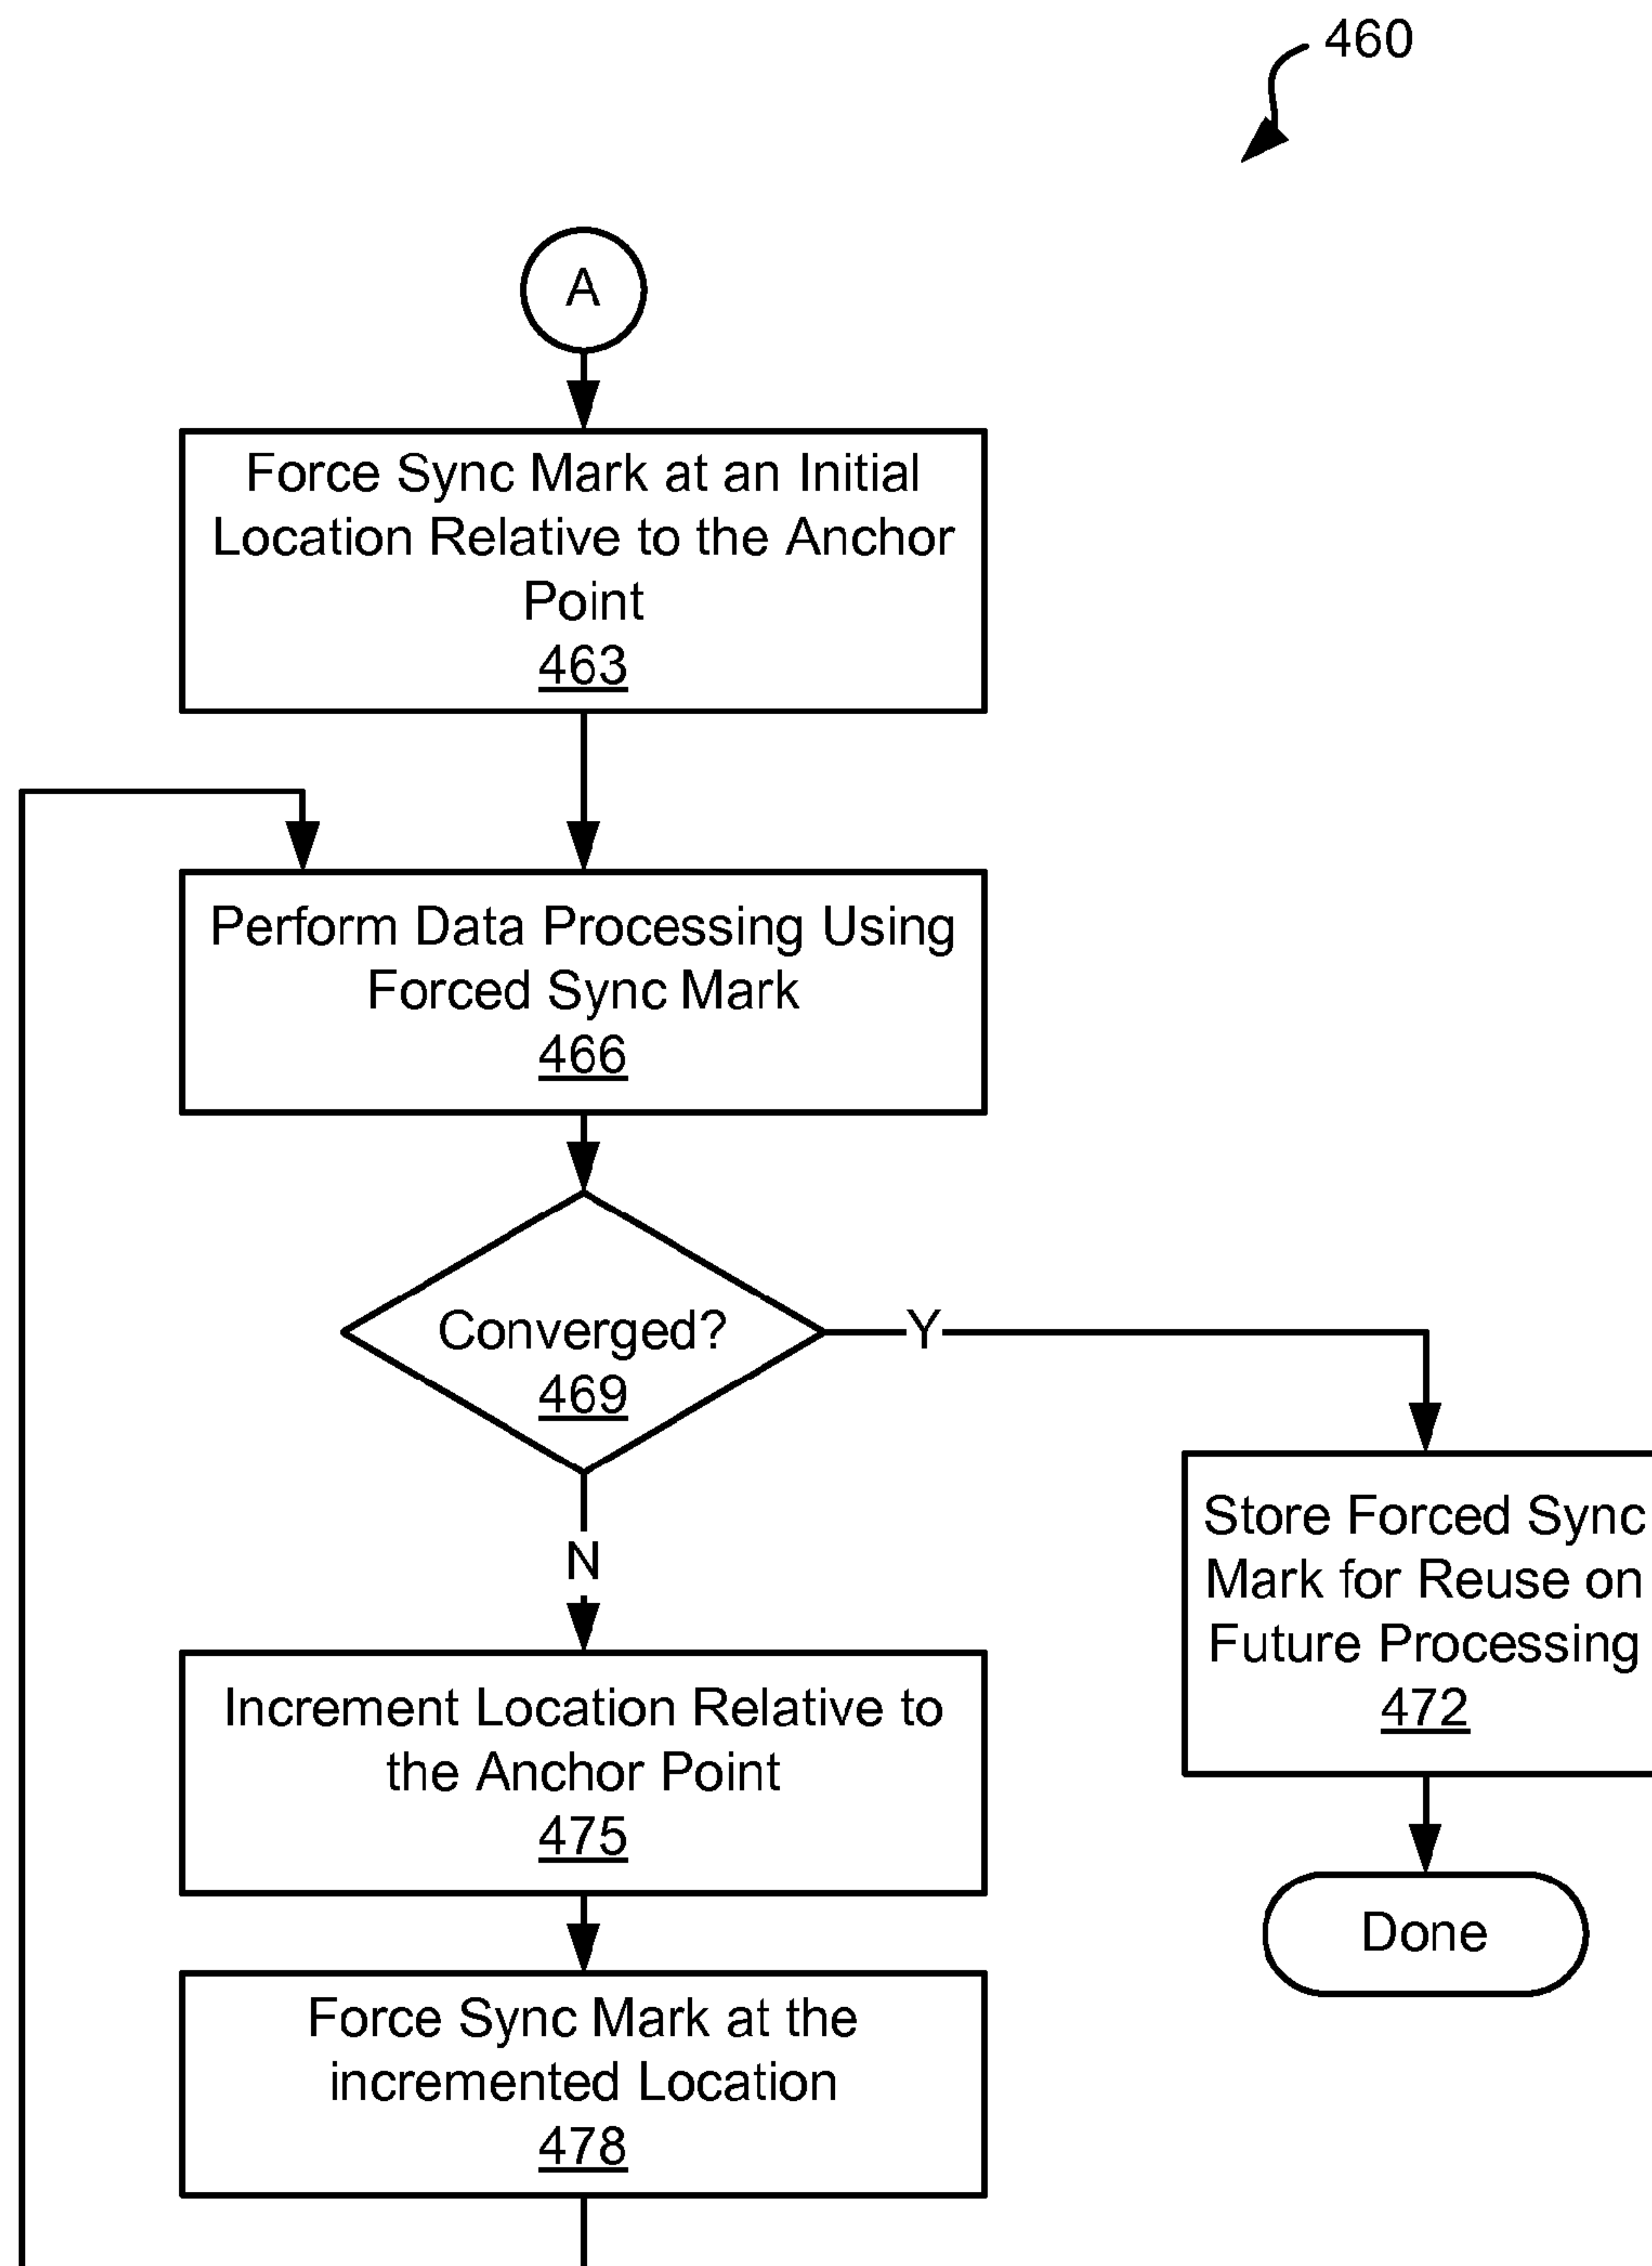 460
A
Force Sync Mark at an Initial
Location Relative to the Anchor
Point
463
Perform Data Processing Using
Forced Sync Mark
466
Converged?
469
Y
N
Store Forced Sync
Mark for Reuse on
Future Processing
472
Increment Location Relative to
the Anchor Point
475
Done
Force Sync Mark at the
incremented Location
478